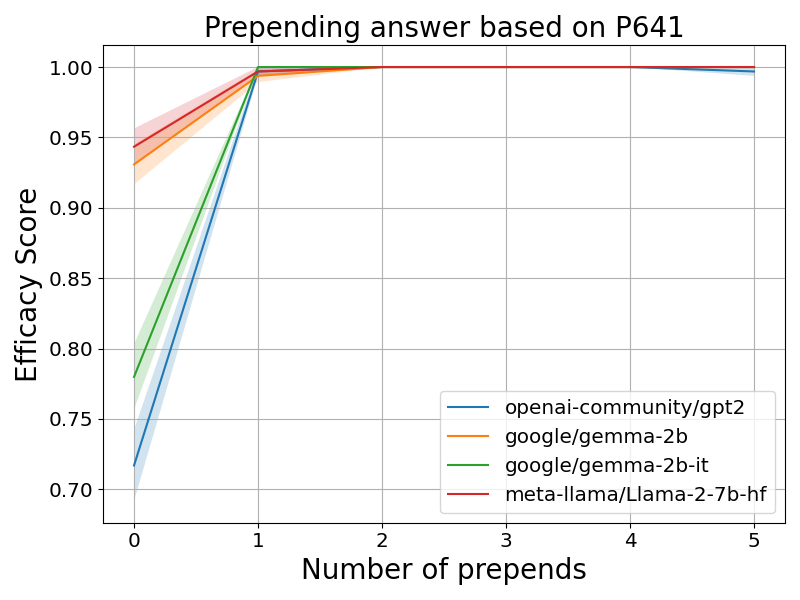 Prepending answer based on P641
Efficacy Score
1.00
0.95
0.90
0.85
0.80
0.75
0.70
openai-community/gpt2
google/gemma-2b
google/gemma-2b-it
meta-llama/Llama-2-7b-hf
0 1 2 3 4 5
Number of prepends